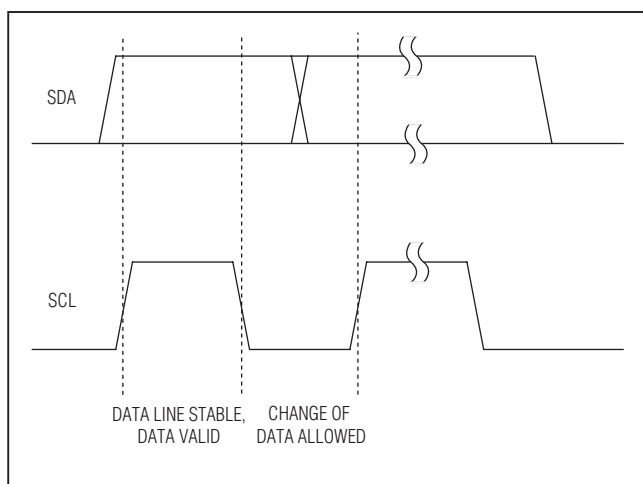 SDA
SCL
DATA LINE STABLE,
DATA VALID
CHANGE OF
DATA ALLOWED